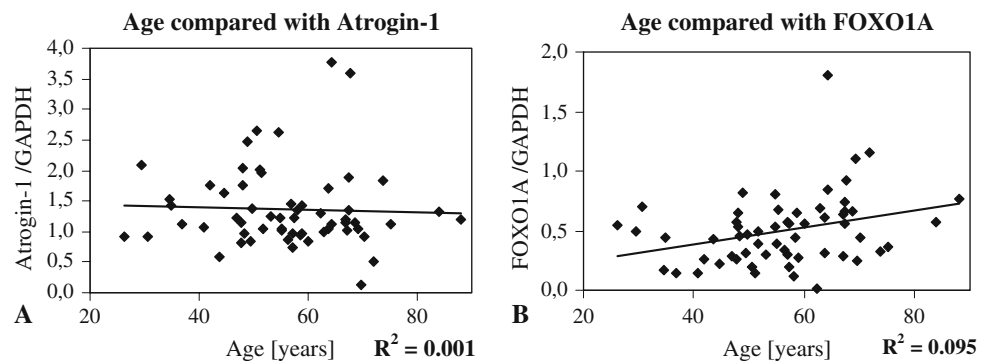 Age compared with Atrogin-1
4,0
3,5
3,0
2,5
2,0
1,5
1,0
0,5
0,0
Atrogin-1 /GAPDH
20 40 60 80
A
Age [years]
R² = 0.001
Age compared with FOXO1A
2,0
1,5
1,0
0,5
0,0
FOXO1A /GAPDH
20 40 60 80
B
Age [years]
R² = 0.095